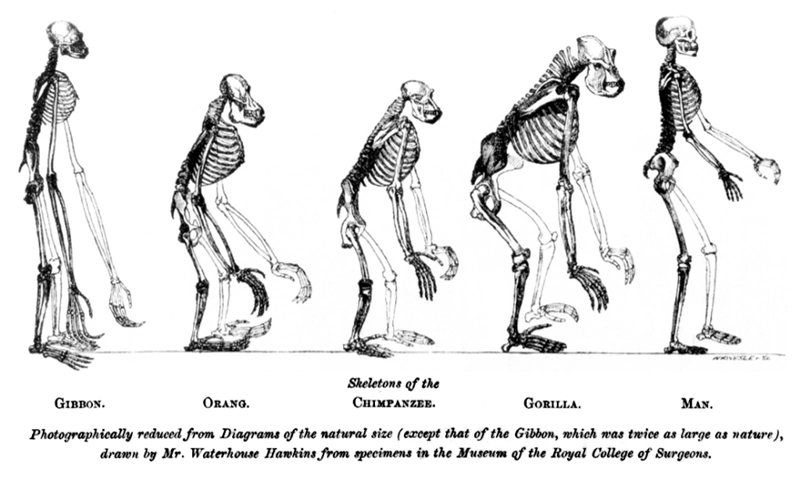 Skeletons of the
GIBBON. ORANG. CHIMPANZEE. GORILLA. MAN.
Photographically reduced from Diagrams of the natural size (except that of the Gibbon, which was twice as large as nature),
drawn by Mr. Waterhouse Hawkins from specimens in the Museum of the Royal College of Surgeons.